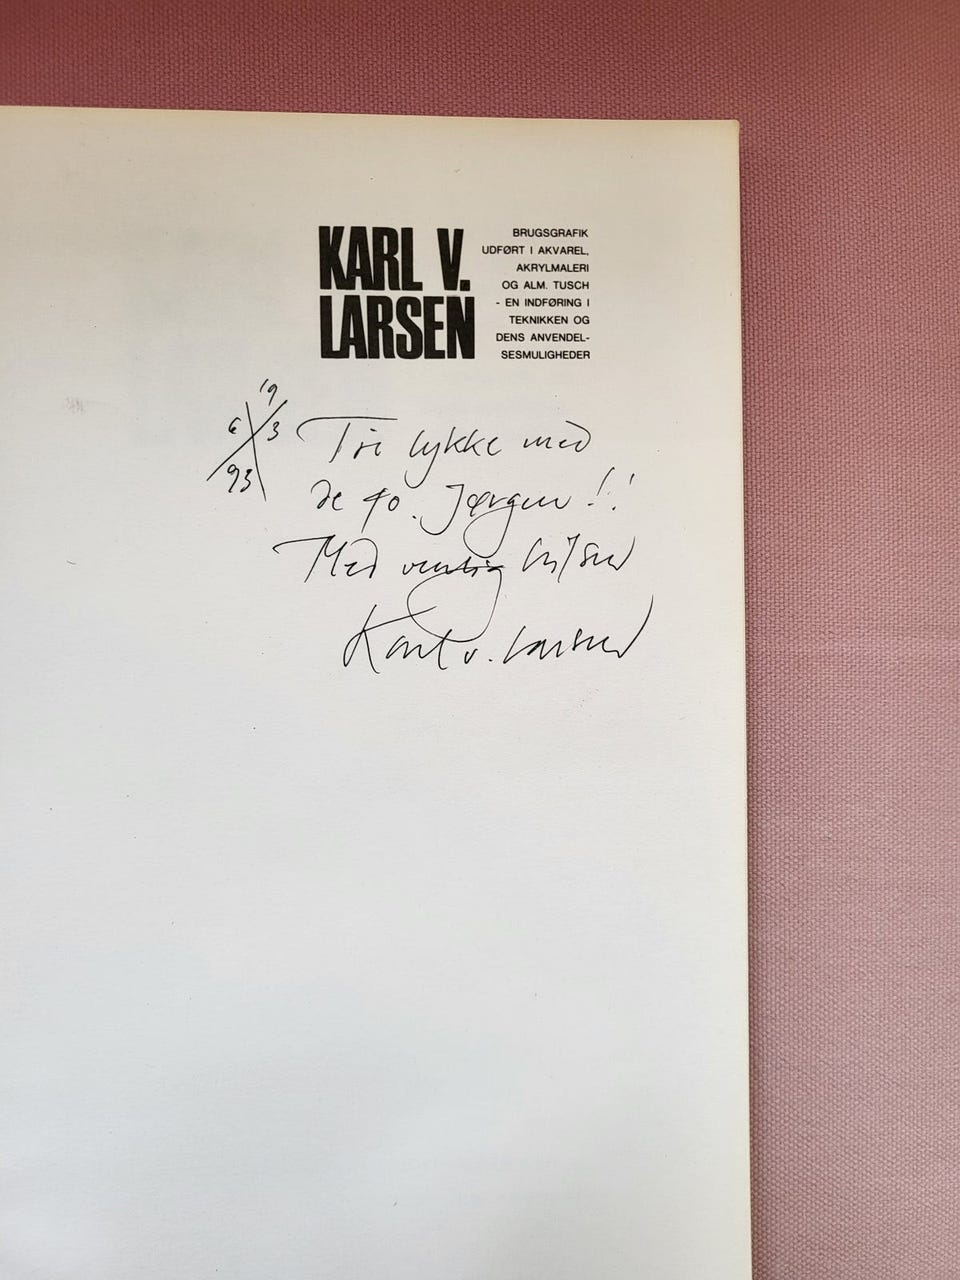 KARL V.
LARSEN
BRUGSGRAFIK
UDFØRT I AKVAREL,
AKRYLMALERI
OG ALM. TUSCH
- EN INDFØRING I
TEKNIKKEN OG
DENS ANVENDEL-
SESMULIGHEDER
19
6 3
93
Til lykke med
de 40. Jørgen!!
Med venlig hilsen
Karl v. Larsen